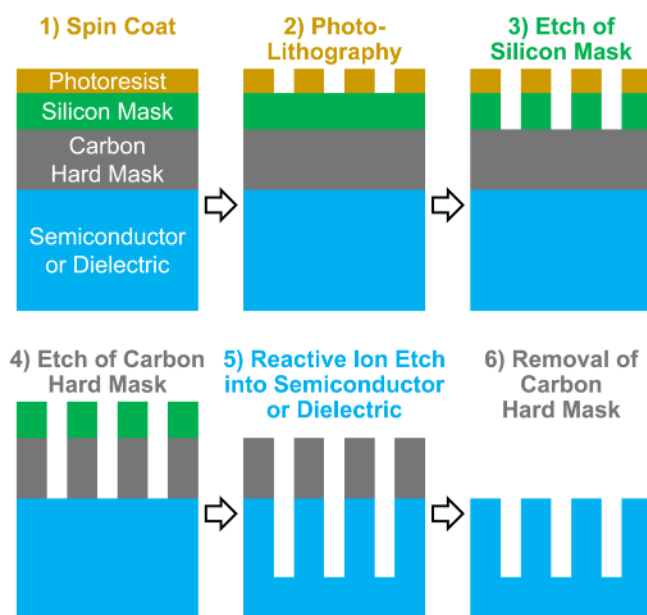 1) Spin Coat
2) Photo-
Lithography
3) Etch of
Silicon Mask
Photoresist
Silicon Mask
Carbon
Hard Mask
Semiconductor
or Dielectric
4) Etch of Carbon
Hard Mask
5) Reactive Ion Etch
into Semiconductor
or Dielectric
6) Removal of
Carbon
Hard Mask